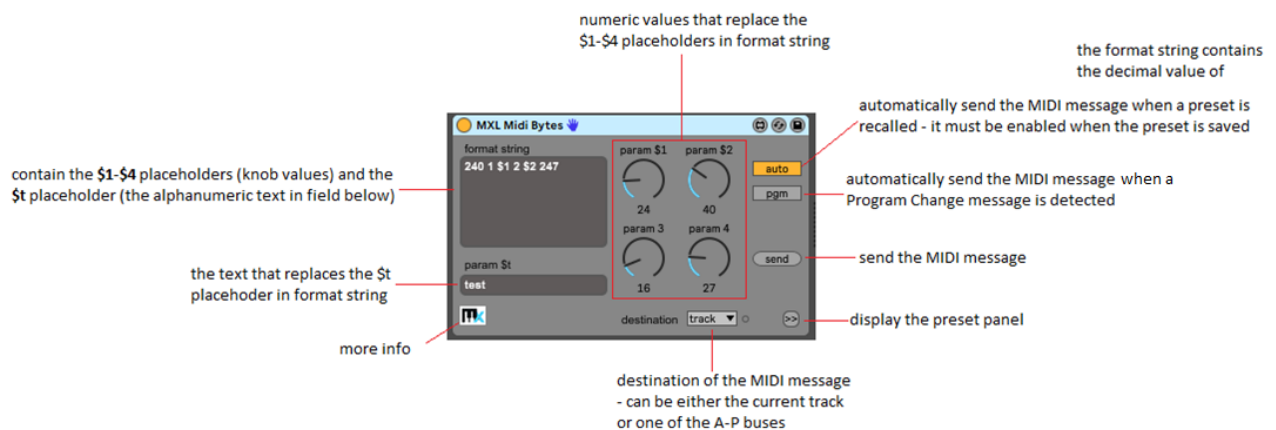 numeric values that replace the
$1-$4 placeholders in format string
the format string contains
the decimal value of
automatically send the MIDI message when a preset is
recalled - it must be enabled when the preset is saved
MXL Midi Bytes
format string
240 1 $1 2 $2 247
param $1
param $2
auto
contain the $1-$4 placeholders (knob values) and the
$t placeholder (the alphanumeric text in field below)
automatically send the MIDI message when a
Program Change message is detected
pgm
24
40
param 3
param 4
send
send the MIDI message
param $t
the text that replaces the $t
placehoder in format string
test
16
27
destination
track
>>
display the preset panel
more info
destination of the MIDI message
- can be either the current track
or one of the A-P buses